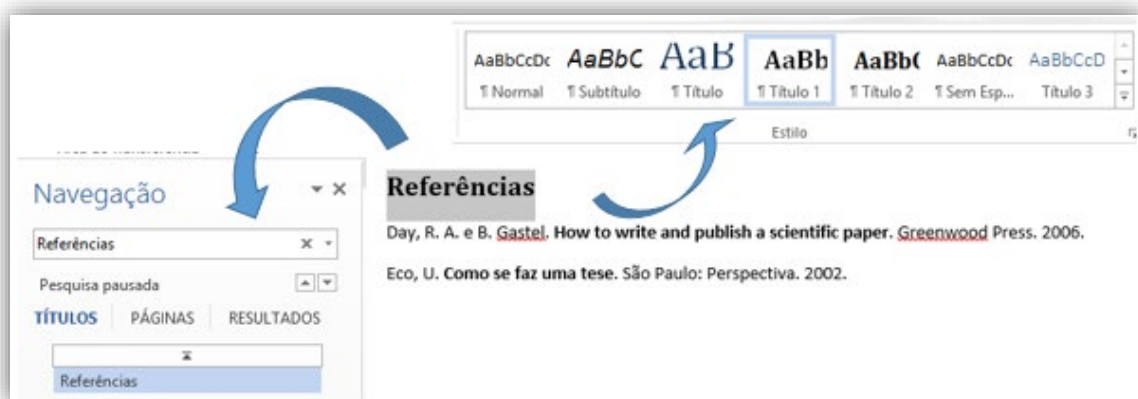 AaBbCcDc AaBbC AaB AaBb AaBb( AaBbCcDc AaBbCcD
¶ Normal ¶ Subtítulo ¶ Título ¶ Título 1 ¶ Título 2 ¶ Sem Esp... Título 3
Estilo
Navegação
Referências
Pesquisa pausada
TÍTULOS PÁGINAS RESULTADOS
Referências
Referências
Day, R. A. e B. Gastel. How to write and publish a scientific paper. Greenwood Press. 2006.
Eco, U. Como se faz uma tese. São Paulo: Perspectiva. 2002.